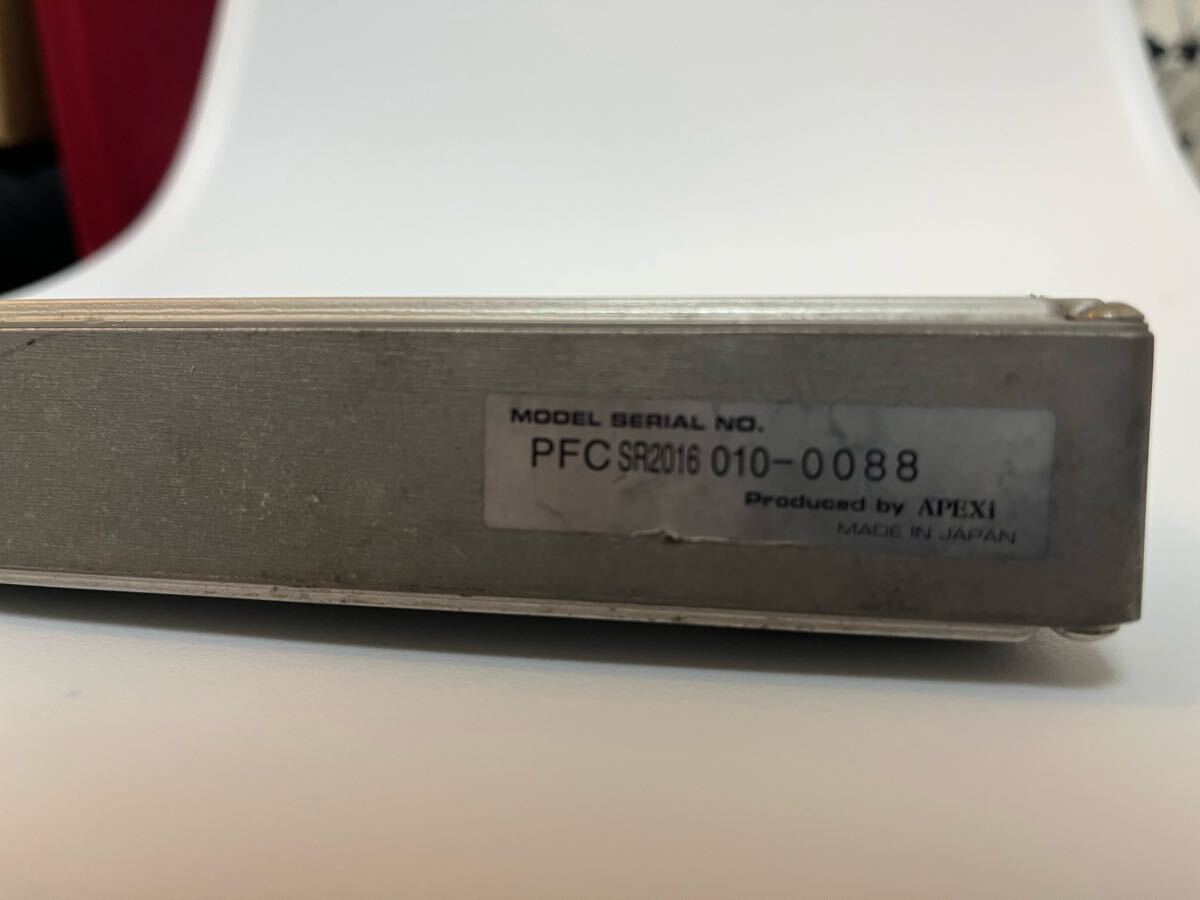 MODEL SERIAL NO.
PFC SR2016 010-0088
Produced by APEXi
MADE IN JAPAN